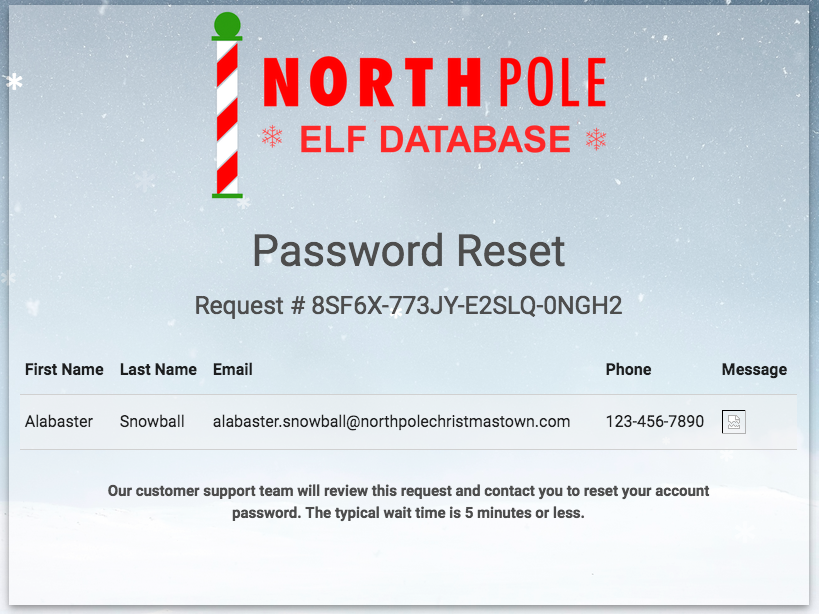 NORTH POLE
ELF DATABASE
Password Reset
Request # 8SF6X-773JY-E2SLQ-0NGH2
First Name Last Name Email Phone Message
Alabaster Snowball alabaster.snowball@northpolechristmastown.com 123-456-7890
Our customer support team will review this request and contact you to reset your account
password. The typical wait time is 5 minutes or less.